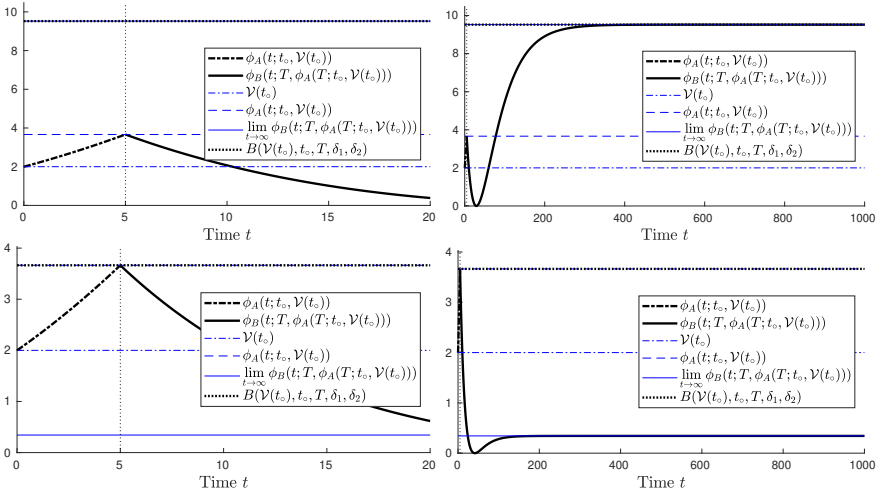 10
8
6
4
2
0
0 5 10 15 20
Time t
ϕ_A(t; t_∘, 𝒱(t_∘))
ϕ_B(t; T, ϕ_A(T; t_∘, 𝒱(t_∘)))
𝒱(t_∘)
ϕ_A(t; t_∘, 𝒱(t_∘))
lim_{t→∞} ϕ_B(t; T, ϕ_A(T; t_∘, 𝒱(t_∘)))
B(𝒱(t_∘), t_∘, T, δ_1, δ_2)
10
8
6
4
2
0
0 200 400 600 800 1000
Time t
ϕ_A(t; t_∘, 𝒱(t_∘))
ϕ_B(t; T, ϕ_A(T; t_∘, 𝒱(t_∘)))
𝒱(t_∘)
ϕ_A(t; t_∘, 𝒱(t_∘))
lim_{t→∞} ϕ_B(t; T, ϕ_A(T; t_∘, 𝒱(t_∘)))
B(𝒱(t_∘), t_∘, T, δ_1, δ_2)
4
3
2
1
0
0 5 10 15 20
Time t
ϕ_A(t; t_∘, 𝒱(t_∘))
ϕ_B(t; T, ϕ_A(T; t_∘, 𝒱(t_∘)))
𝒱(t_∘)
ϕ_A(t; t_∘, 𝒱(t_∘))
lim_{t→∞} ϕ_B(t; T, ϕ_A(T; t_∘, 𝒱(t_∘)))
B(𝒱(t_∘), t_∘, T, δ_1, δ_2)
4
3
2
1
0
0 200 400 600 800 1000
Time t
ϕ_A(t; t_∘, 𝒱(t_∘))
ϕ_B(t; T, ϕ_A(T; t_∘, 𝒱(t_∘)))
𝒱(t_∘)
ϕ_A(t; t_∘, 𝒱(t_∘))
lim_{t→∞} ϕ_B(t; T, ϕ_A(T; t_∘, 𝒱(t_∘)))
B(𝒱(t_∘), t_∘, T, δ_1, δ_2)